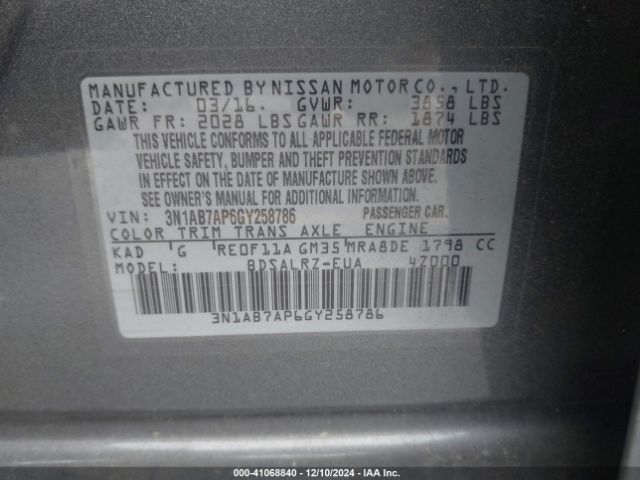 MANUFACTURED BY NISSAN MOTOR CO., LTD.
DATE: 03/16. GVWR: 3858 LBS
GAWR FR: 2028 LBS GAWR RR: 1874 LBS
THIS VEHICLE CONFORMS TO ALL APPLICABLE FEDERAL MOTOR
VEHICLE SAFETY, BUMPER AND THEFT PREVENTION STANDARDS
IN EFFECT ON THE DATE OF MANUFACTURE SHOWN ABOVE.
SEE OWNER'S MANUAL FOR ADDITIONAL INFORMATION.
VIN: 3N1AB7AP6GY258786 PASSENGER CAR.
COLOR TRIM TRANS AXLE ENGINE
KAD G RE0F11A GM35 MRA8DE 1798 CC
MODEL: BDSALRZ-EUA 4Z000
3N1AB7AP6GY258786
000-41068840 - 12/10/2024 - IAA Inc.